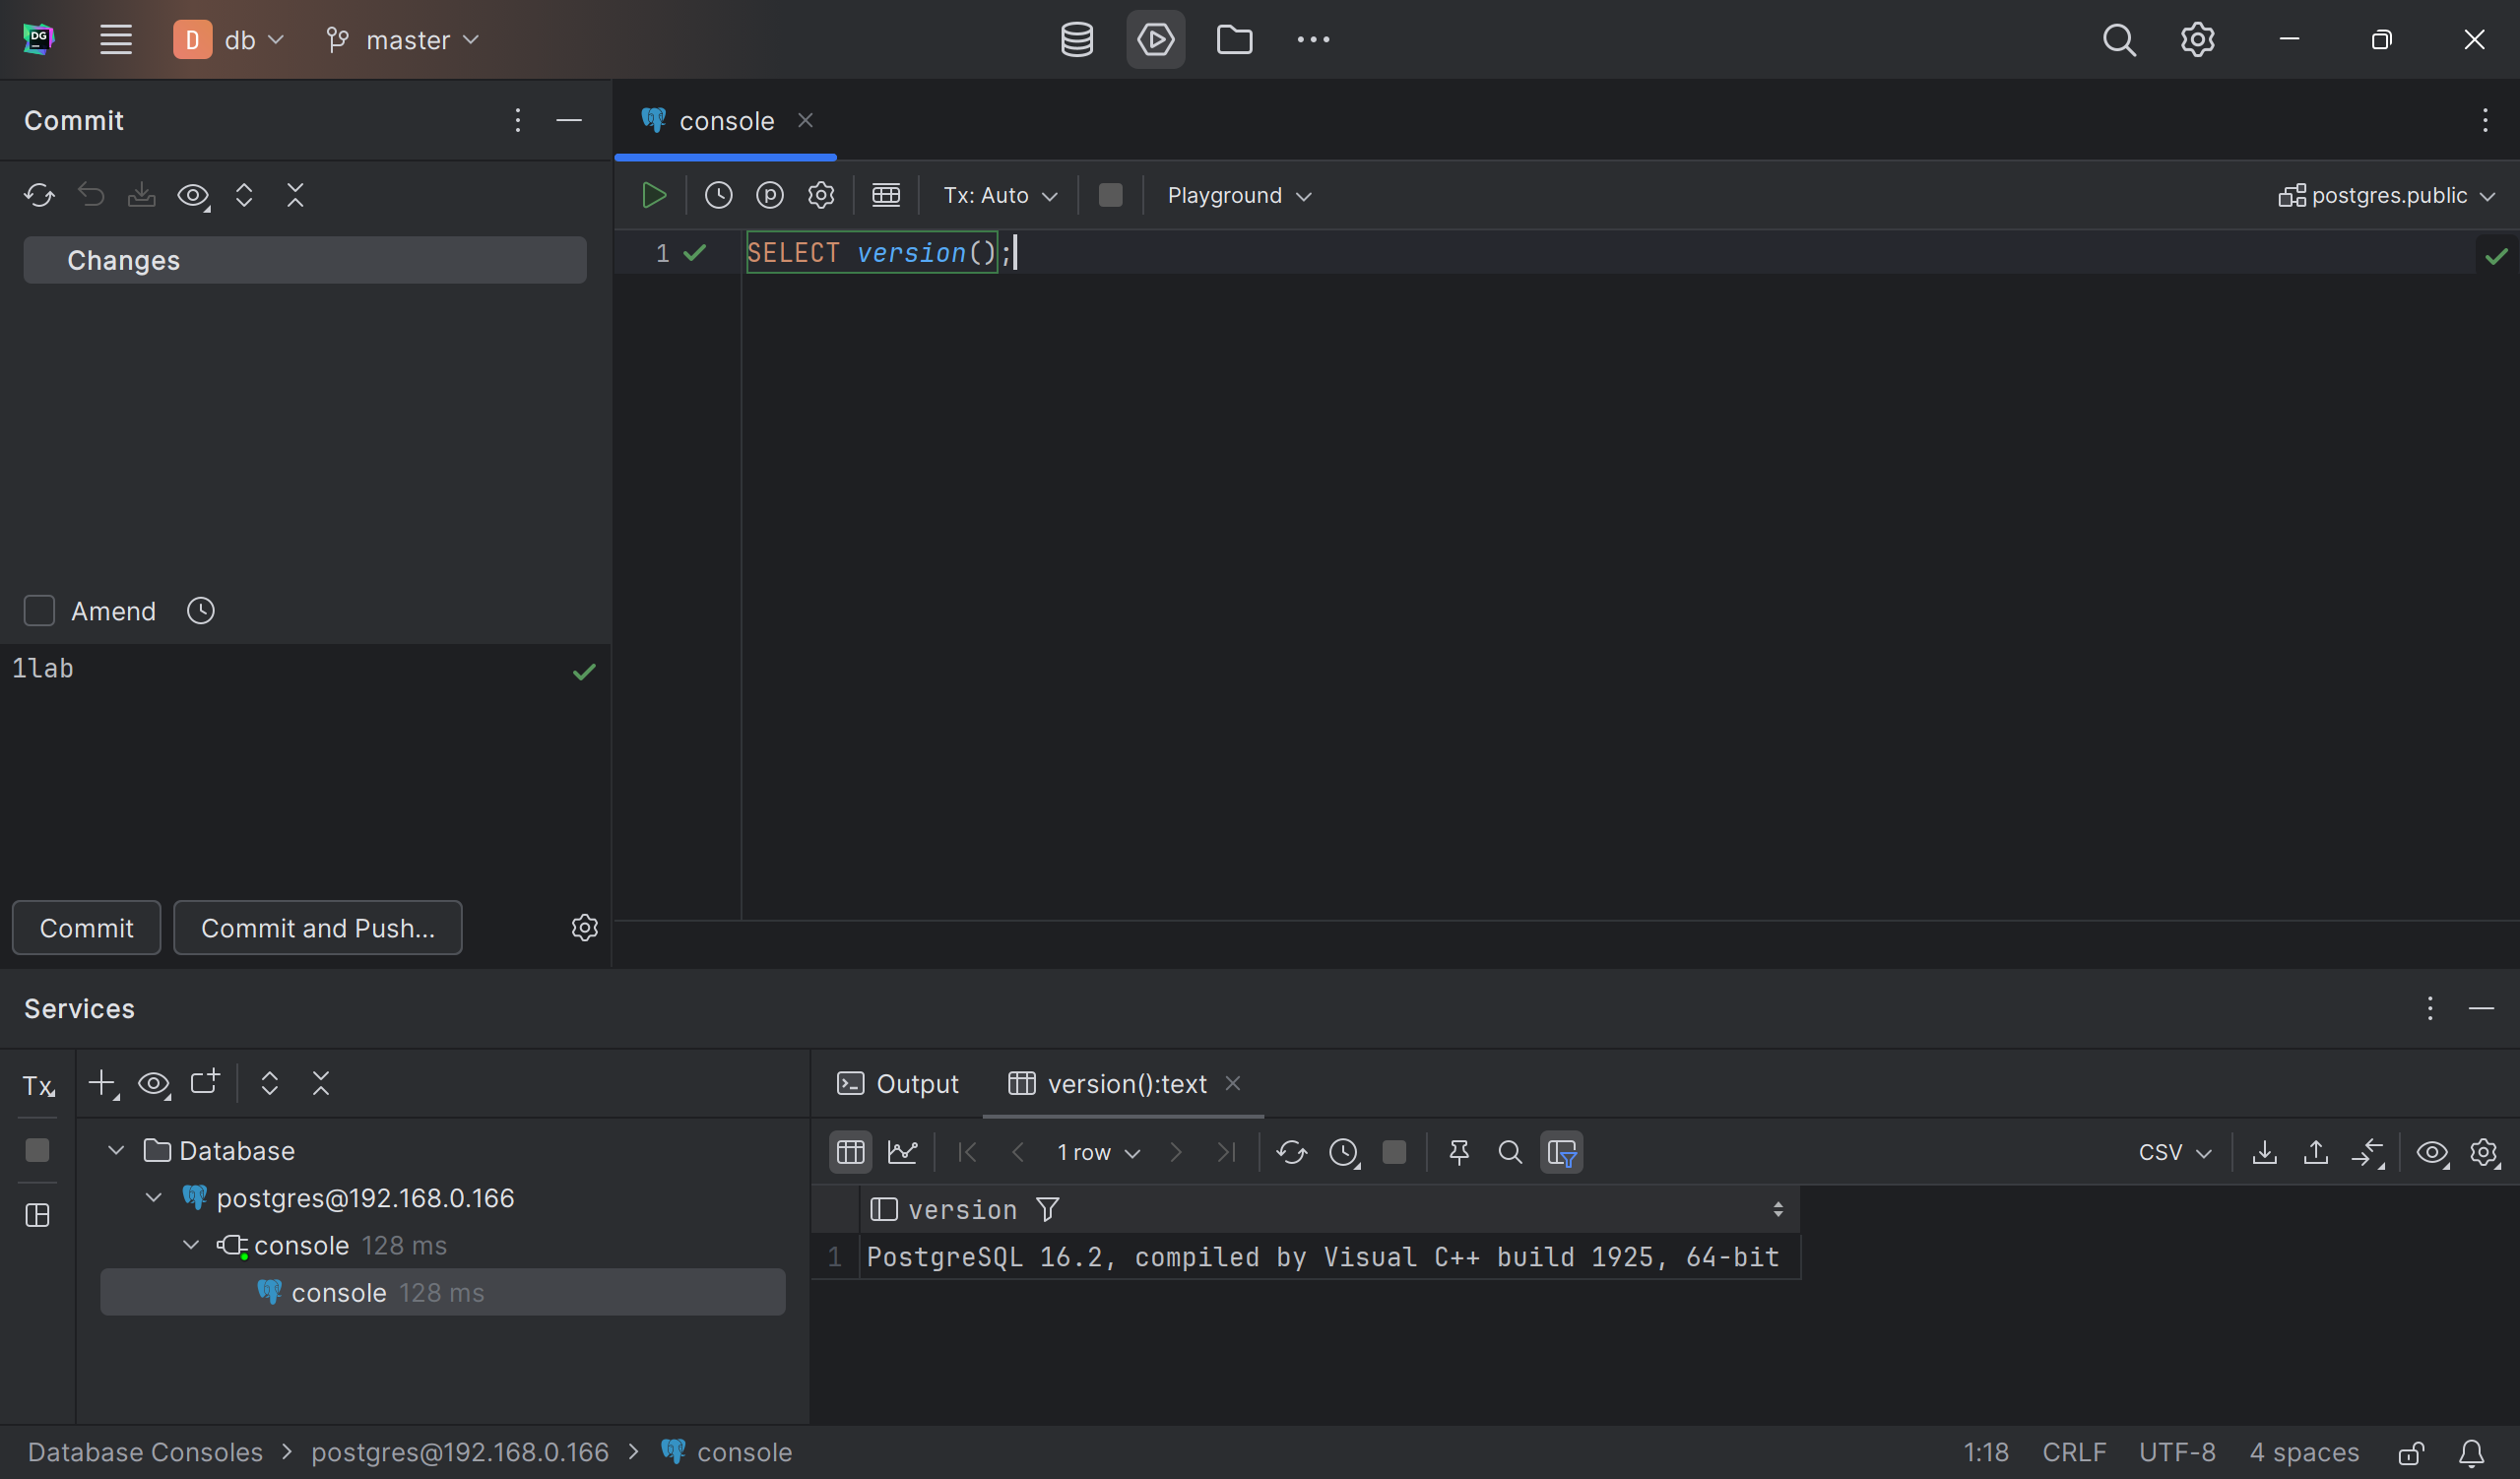 DG
D db master
Commit
console
Tx: Auto Playground postgres.public
Changes
1 SELECT version();
Amend
1lab
Commit Commit and Push...
Services
Tx
Output version():text
Database
1 row CSV
postgres@192.168.0.166
version
console 128 ms
1 PostgreSQL 16.2, compiled by Visual C++ build 1925, 64-bit
console 128 ms
Database Consoles > postgres@192.168.0.166 > console 1:18 CRLF UTF-8 4 spaces